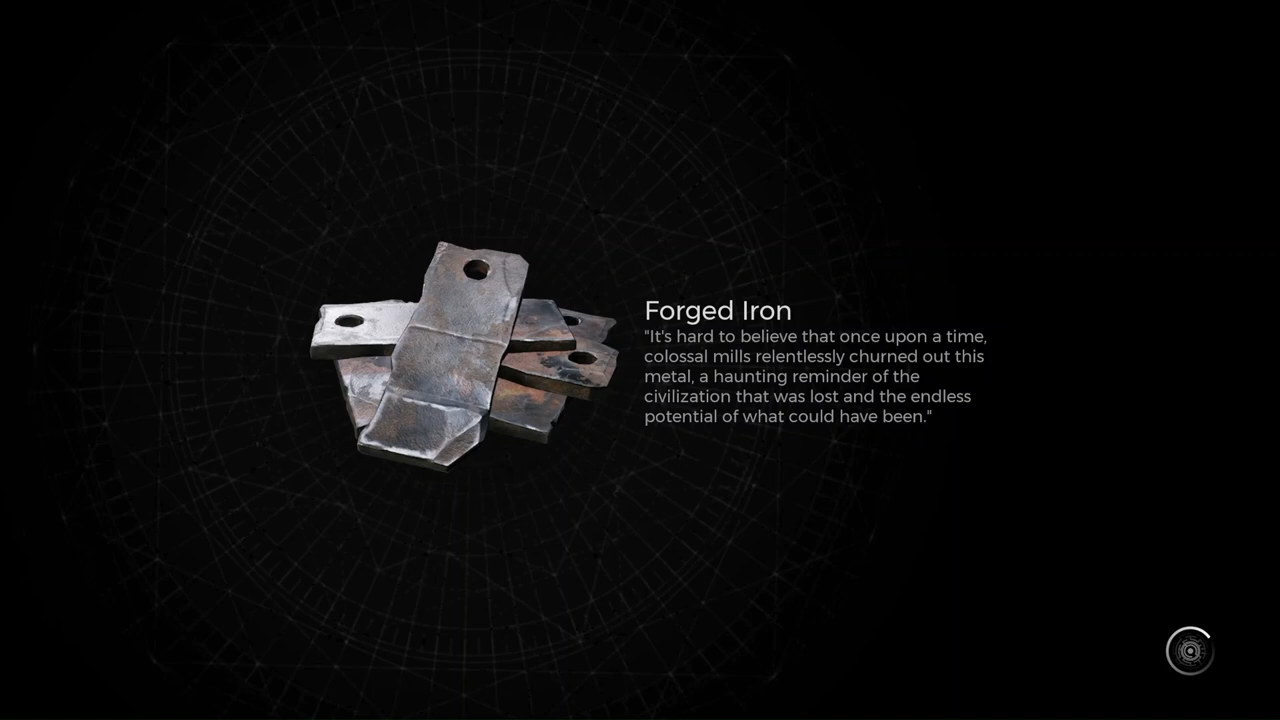 Forged Iron
"It's hard to believe that once upon a time,
colossal mills relentlessly churned out this
metal, a haunting reminder of the
civilization that was lost and the endless
potential of what could have been."